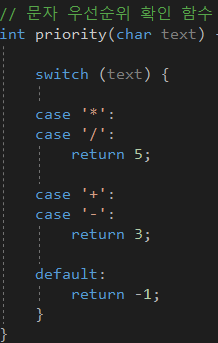 // 문자 우선순위 확인 함수
int priority(char text) {
switch (text) {
case '*':
case '/':
return 5;
case '+':
case '-':
return 3;
default:
return -1;
}
}